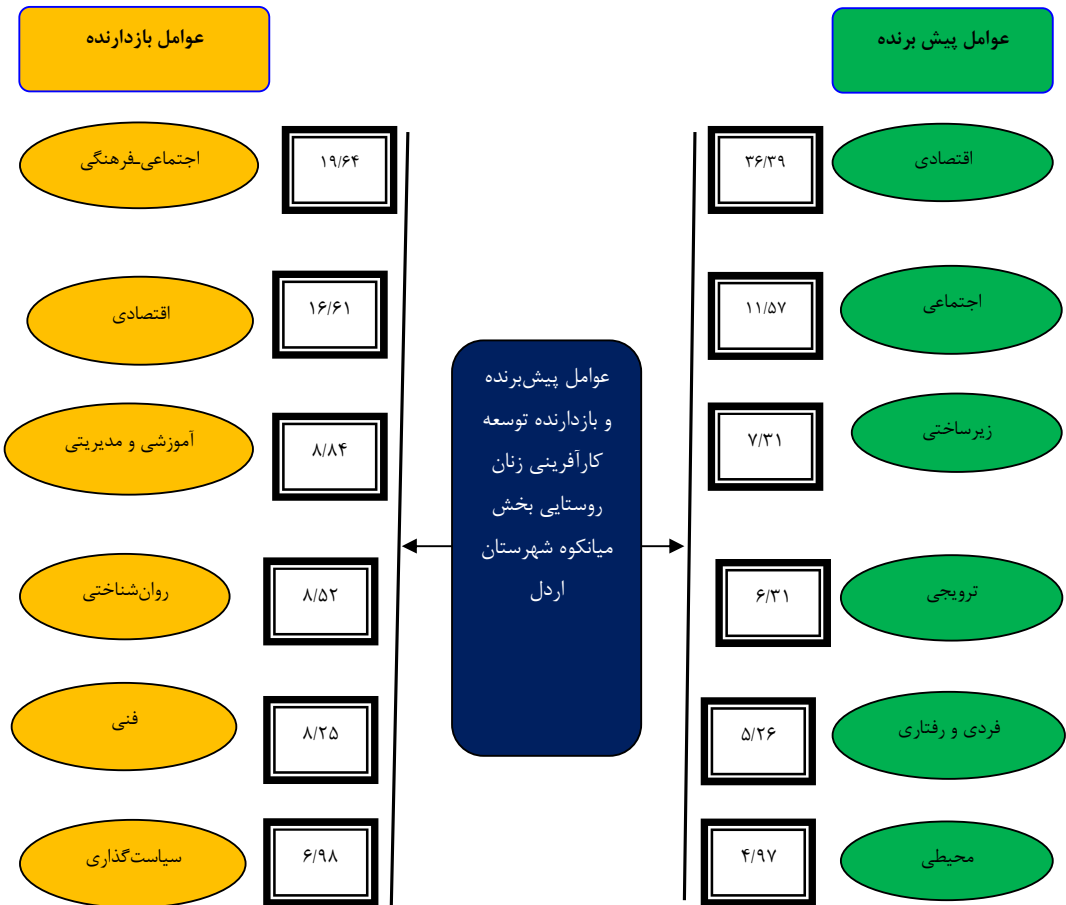 عوامل پیش برنده
عوامل بازدارنده
اقتصادی
۳۶/۳۹
۱۹/۶۴
اجتماعی‌ـفرهنگی
اجتماعی
۱۱/۵۷
۱۶/۶۱
اقتصادی
زیرساختی
۷/۳۱
۸/۸۴
آموزشی و مدیریتی
عوامل پیش‌برنده
و بازدارنده توسعه
کارآفرینی زنان
روستایی بخش
میانکوه شهرستان
اردل
ترویجی
۶/۳۱
۸/۵۲
روان‌شناختی
فردی و رفتاری
۵/۲۶
۸/۲۵
فنی
محیطی
۴/۹۷
۶/۹۸
سیاست‌گذاری